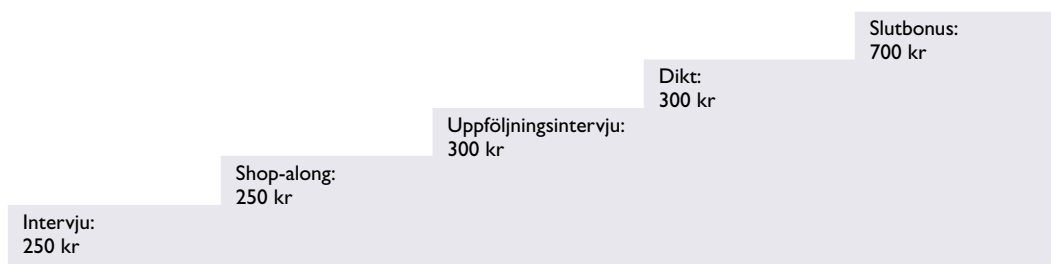 Slutbonus:
700 kr
Dikt:
300 kr
Uppföljningsintervju:
300 kr
Shop-along:
250 kr
Intervju:
250 kr